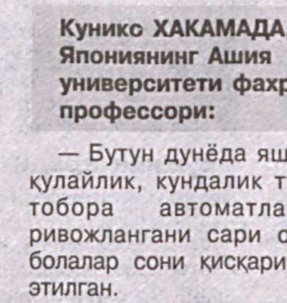 Кунико ХАКАМАДА
Япониянинг Ашия
университети фахр
профессори:
— Бутун дунёда яш
қулайлик, кундалик т
тобора автоматла
ривожлангани сари о
болалар сони қисқари
этилган.